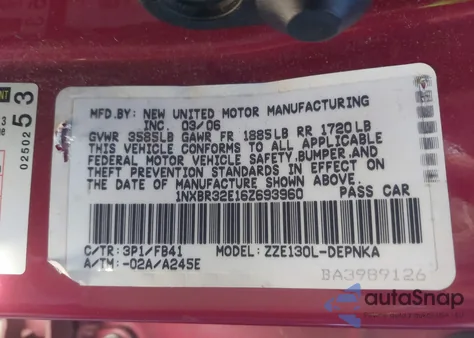 MFD.BY: NEW UNITED MOTOR MANUFACTURING
INC. 03/06
GVWR 3585LB GAWR FR 1885LB RR 1720LB
THIS VEHICLE CONFORMS TO ALL APPLICABLE
FEDERAL MOTOR VEHICLE SAFETY,BUMPER,AND
THEFT PREVENTION STANDARDS IN EFFECT ON
THE DATE OF MANUFACTURE SHOWN ABOVE.
1NXBR32E16Z693960 PASS CAR
C/TR: 3P1/FB41 MODEL: ZZE130L-DEPNKA
A/TM: -02A/A245E
BA39B9126
0250253
autoSnap